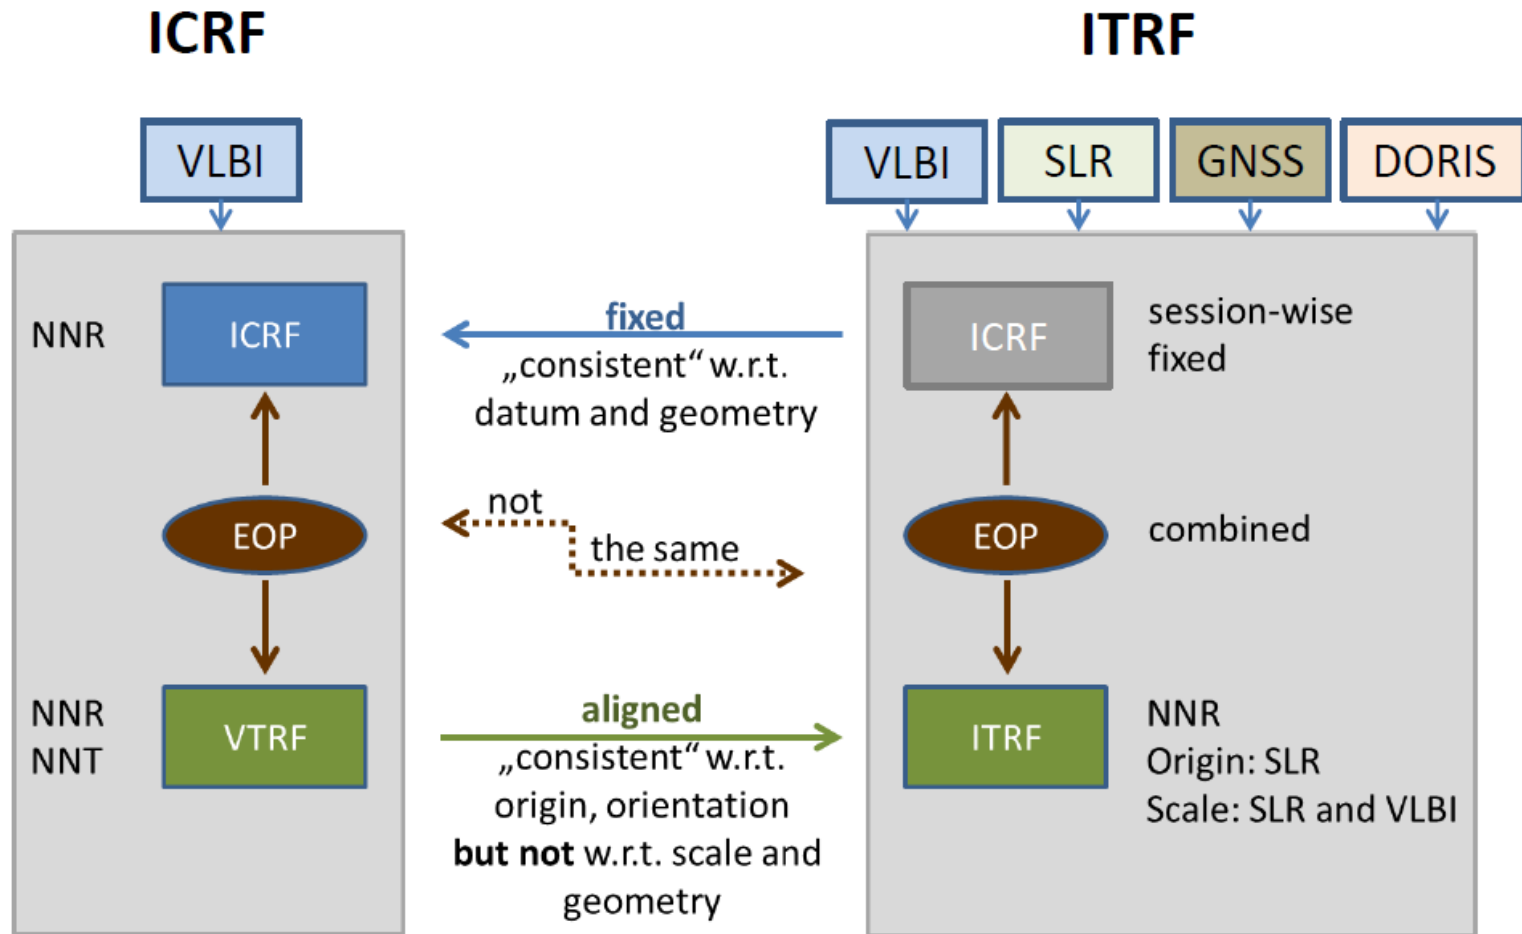 ICRF
ITRF
VLBI
VLBI
SLR
GNSS
DORIS
NNR
ICRF
EOP
NNR
NNT
VTRF
fixed
„consistent“ w.r.t.
datum and geometry
not
the same
aligned
„consistent“ w.r.t.
origin, orientation
but not w.r.t. scale and
geometry
ICRF
session-wise
fixed
EOP
combined
ITRF
NNR
Origin: SLR
Scale: SLR and VLBI